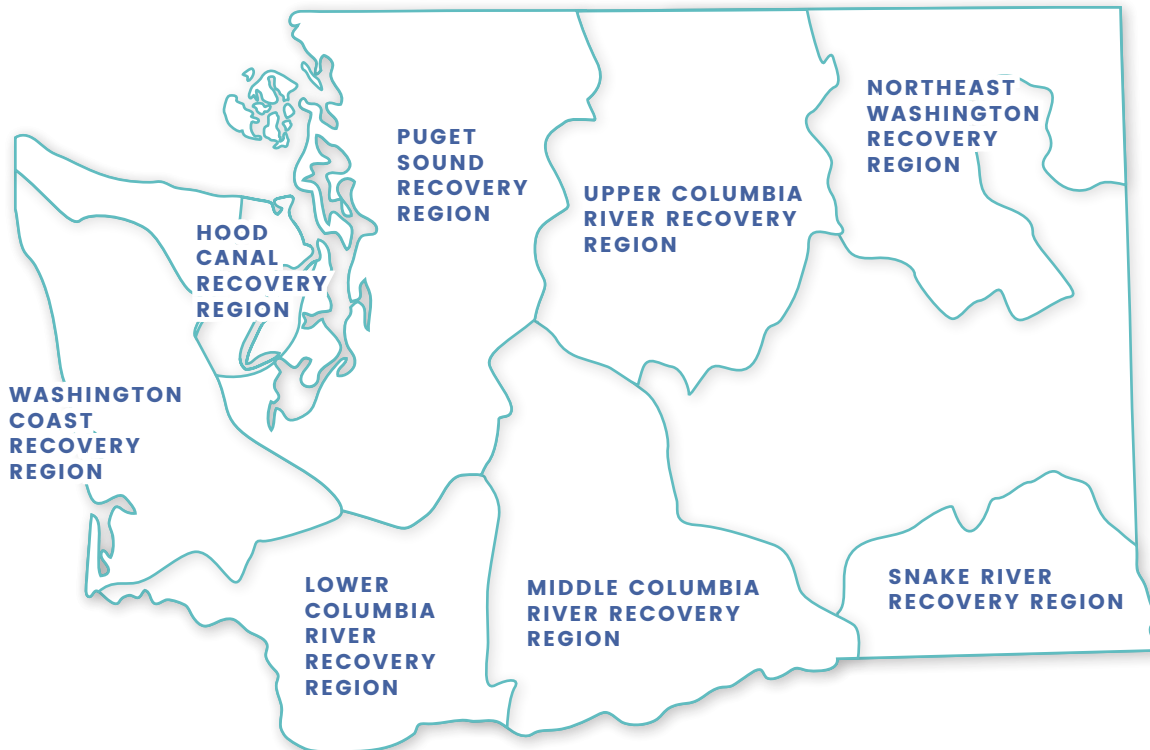 NORTHEAST
WASHINGTON
RECOVERY
REGION
PUGET
SOUND
RECOVERY
REGION
UPPER COLUMBIA
RIVER RECOVERY
REGION
HOOD
CANAL
RECOVERY
REGION
WASHINGTON
COAST
RECOVERY
REGION
LOWER
COLUMBIA
RIVER
RECOVERY
REGION
MIDDLE COLUMBIA
RIVER RECOVERY
REGION
SNAKE RIVER
RECOVERY REGION